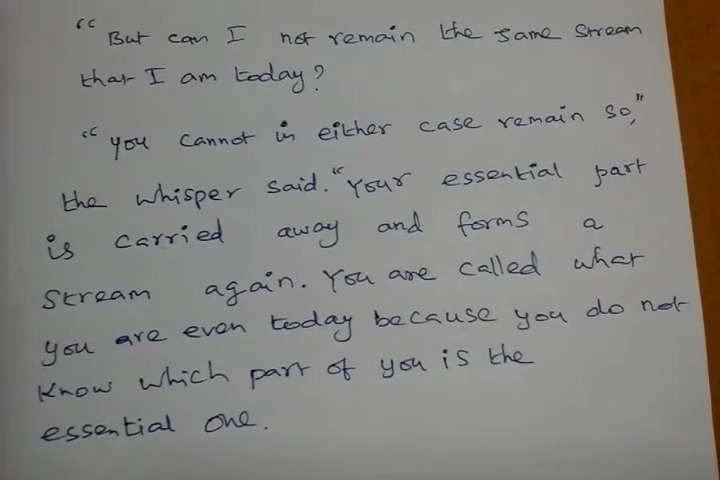 “But can I not remain the same stream
that I am today?
“You cannot in either case remain so,”
the whisper said. “Your essential part
is carried away and forms a
stream again. You are called what
you are even today because you do not
know which part of you is the
essential one.